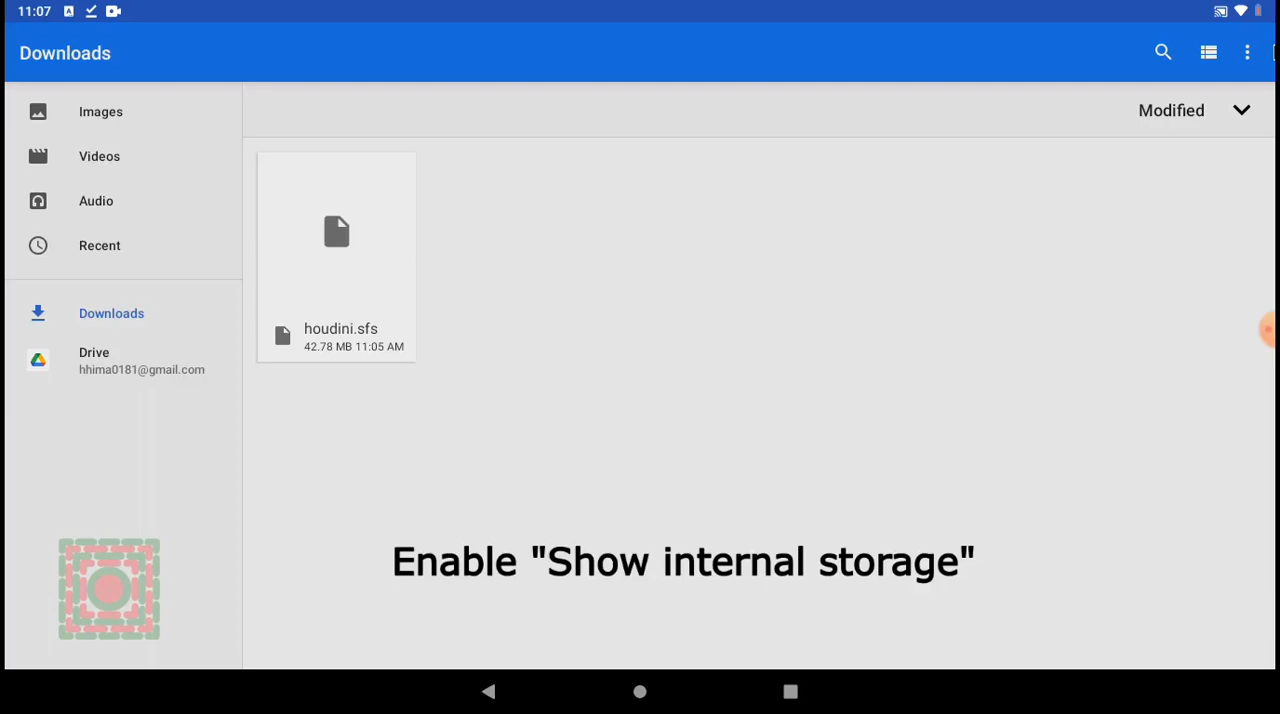 11:07
Downloads
Images
Videos
Audio
Recent
Downloads
Drive
hhima0181@gmail.com
Modified
houdini.sfs
42.78 MB 11:05 AM
Enable "Show internal storage"